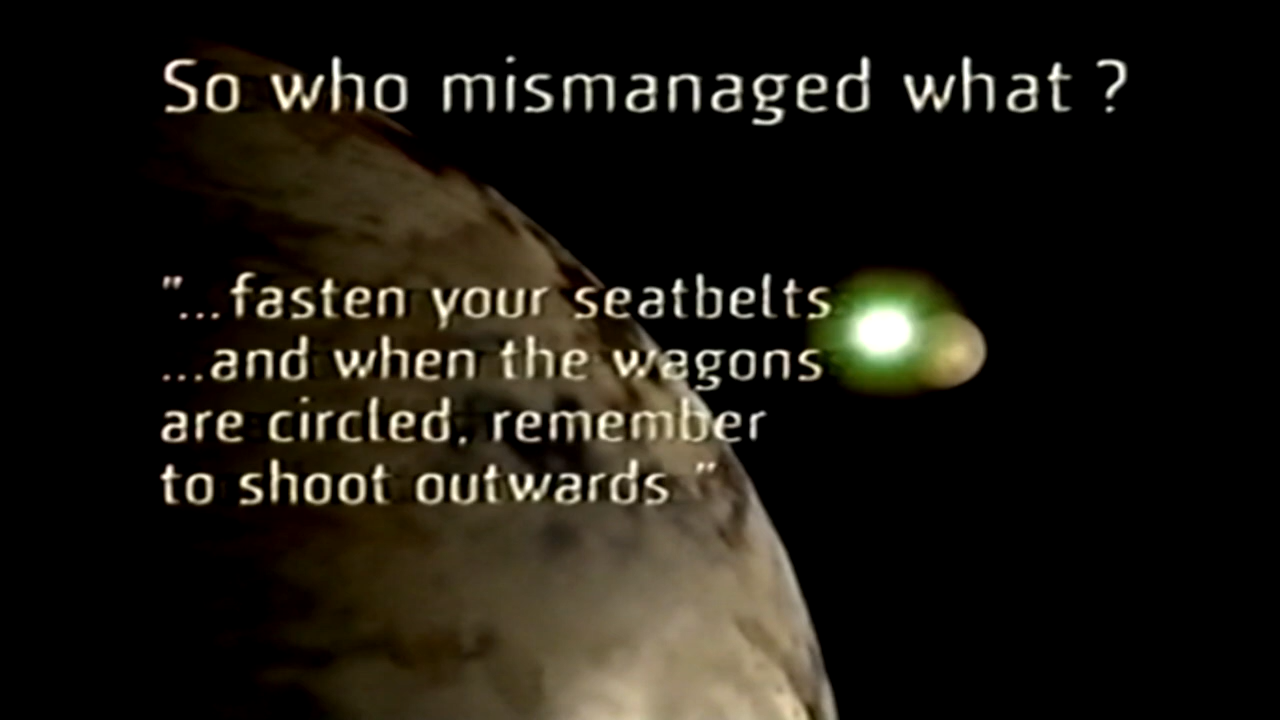 So who mismanaged what ?
"...fasten your seatbelts
...and when the wagons
are circled, remember
to shoot outwards "